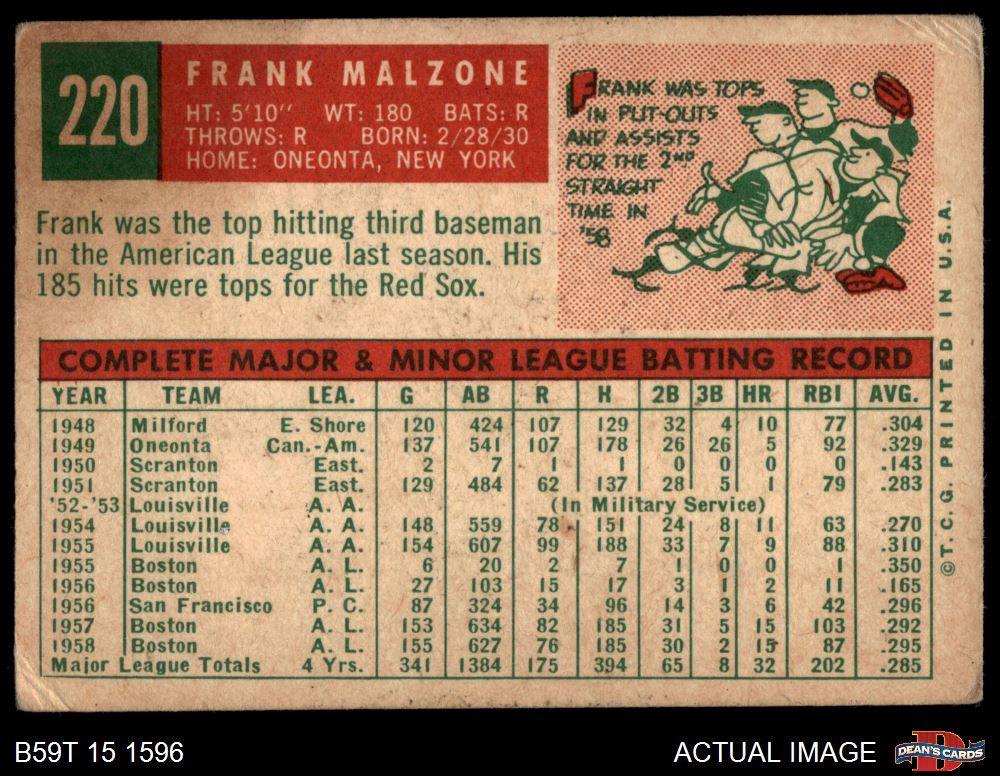 220
FRANK MALZONE
HT: 5'10" WT: 180 BATS: R
THROWS: R BORN: 2/28/30
HOME: ONEONTA, NEW YORK
FRANK WAS TOPS
IN PUT-OUTS
AND ASSISTS
FOR THE 2ND
STRAIGHT
TIME IN
'58
Frank was the top hitting third baseman
in the American League last season. His
185 hits were tops for the Red Sox.
COMPLETE MAJOR & MINOR LEAGUE BATTING RECORD
YEAR TEAM LEA. G AB R H 2B 3B HR RBI AVG.
1948 Milford E. Shore 120 424 107 129 32 4 10 77 .304
1949 Oneonta Can.-Am. 137 541 107 178 26 26 5 92 .329
1950 Scranton East. 2 7 1 1 0 0 0 0 .143
1951 Scranton East. 129 484 62 137 28 5 1 79 .283
'52-'53 Louisville A. A. (In Military Service)
1954 Louisville A. A. 148 559 78 151 24 8 11 63 .270
1955 Louisville A. A. 154 607 99 188 33 7 9 88 .310
1955 Boston A. L. 6 20 2 7 1 0 0 1 .350
1956 Boston A. L. 27 103 15 17 3 1 2 11 .165
1956 San Francisco P. C. 87 324 34 96 14 3 6 42 .296
1957 Boston A. L. 153 634 82 185 31 5 15 103 .292
1958 Boston A. L. 155 627 76 185 30 2 15 87 .295
Major League Totals 4 Yrs. 341 1384 175 394 65 8 32 202 .285
©T. C. G. PRINTED IN U.S.A.
B59T 15 1596
ACTUAL IMAGE
D
DEAN'S CARDS